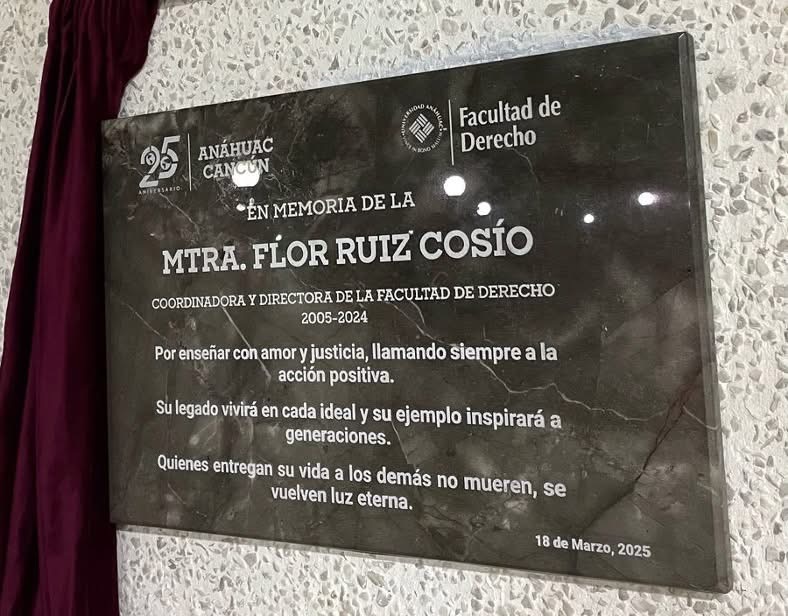 25
ANIVERSARIO
ANÁHUAC
CANCÚN
UNIVERSIDAD ANÁHUAC
Facultad de
Derecho
EN MEMORIA DE LA
MTRA. FLOR RUIZ COSÍO
COORDINADORA Y DIRECTORA DE LA FACULTAD DE DERECHO
2005-2024
Por enseñar con amor y justicia, llamando siempre a la
acción positiva.
Su legado vivirá en cada ideal y su ejemplo inspirará a
generaciones.
Quienes entregan su vida a los demás no mueren, se
vuelven luz eterna.
18 de Marzo, 2025